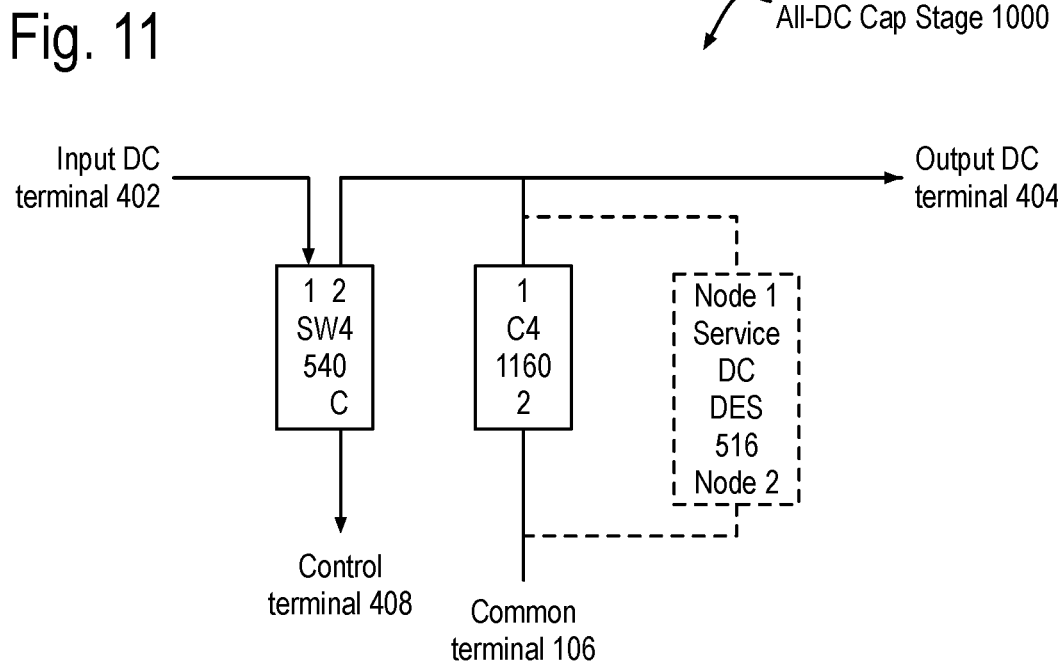 Fig. 11
All-DC Cap Stage 1000
Input DC
terminal 402
Output DC
terminal 404
1 2
SW4
540
C
1
C4
1160
2
Node 1
Service
DC
DES
516
Node 2
Control
terminal 408
Common
terminal 106